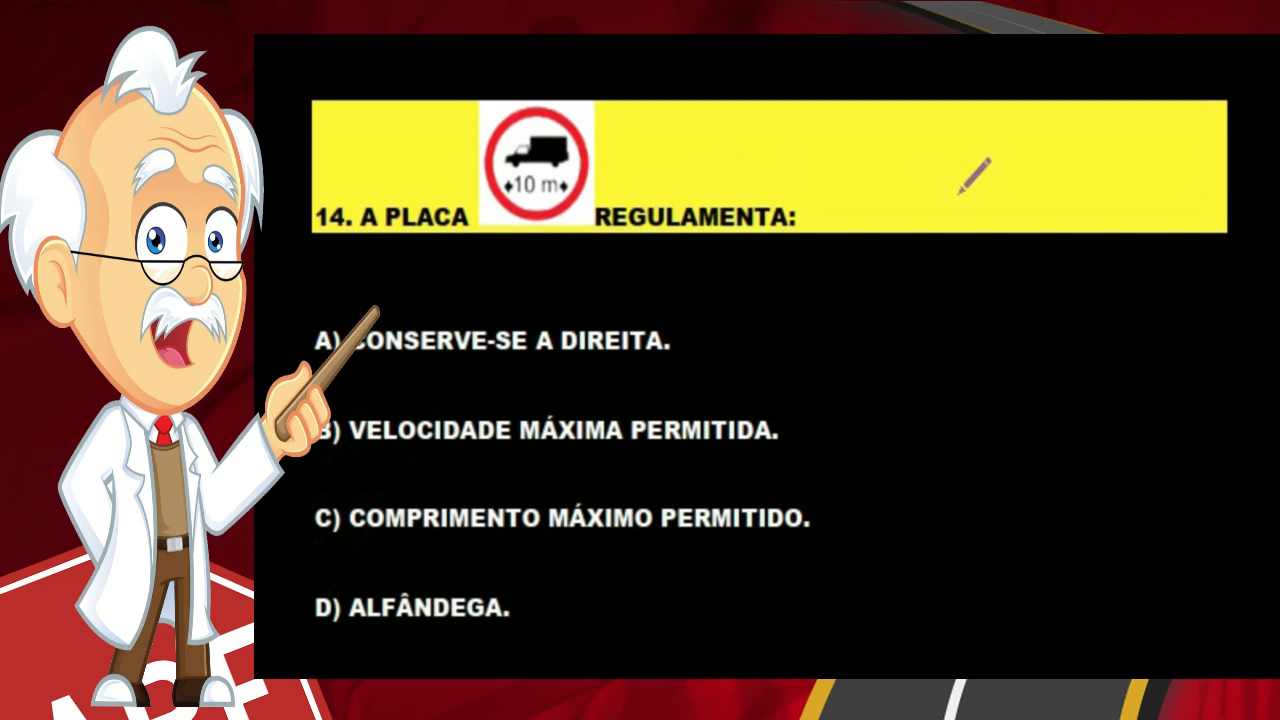 10 m
14. A PLACA REGULAMENTA:
A) CONSERVE-SE A DIREITA.
B) VELOCIDADE MÁXIMA PERMITIDA.
C) COMPRIMENTO MÁXIMO PERMITIDO.
D) ALFÂNDEGA.